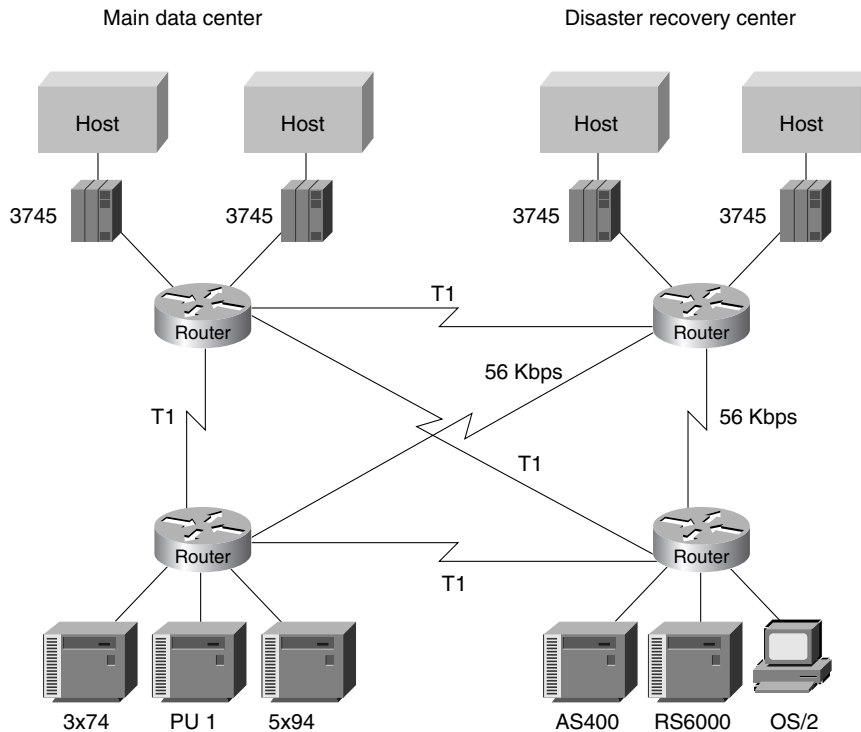 Main data center
Disaster recovery center
Host
Host
Host
Host
3745
3745
3745
3745
T1
Router
Router
56 Kbps
T1
56 Kbps
T1
Router
Router
T1
3x74
PU 1
5x94
AS400
RS6000
OS/2